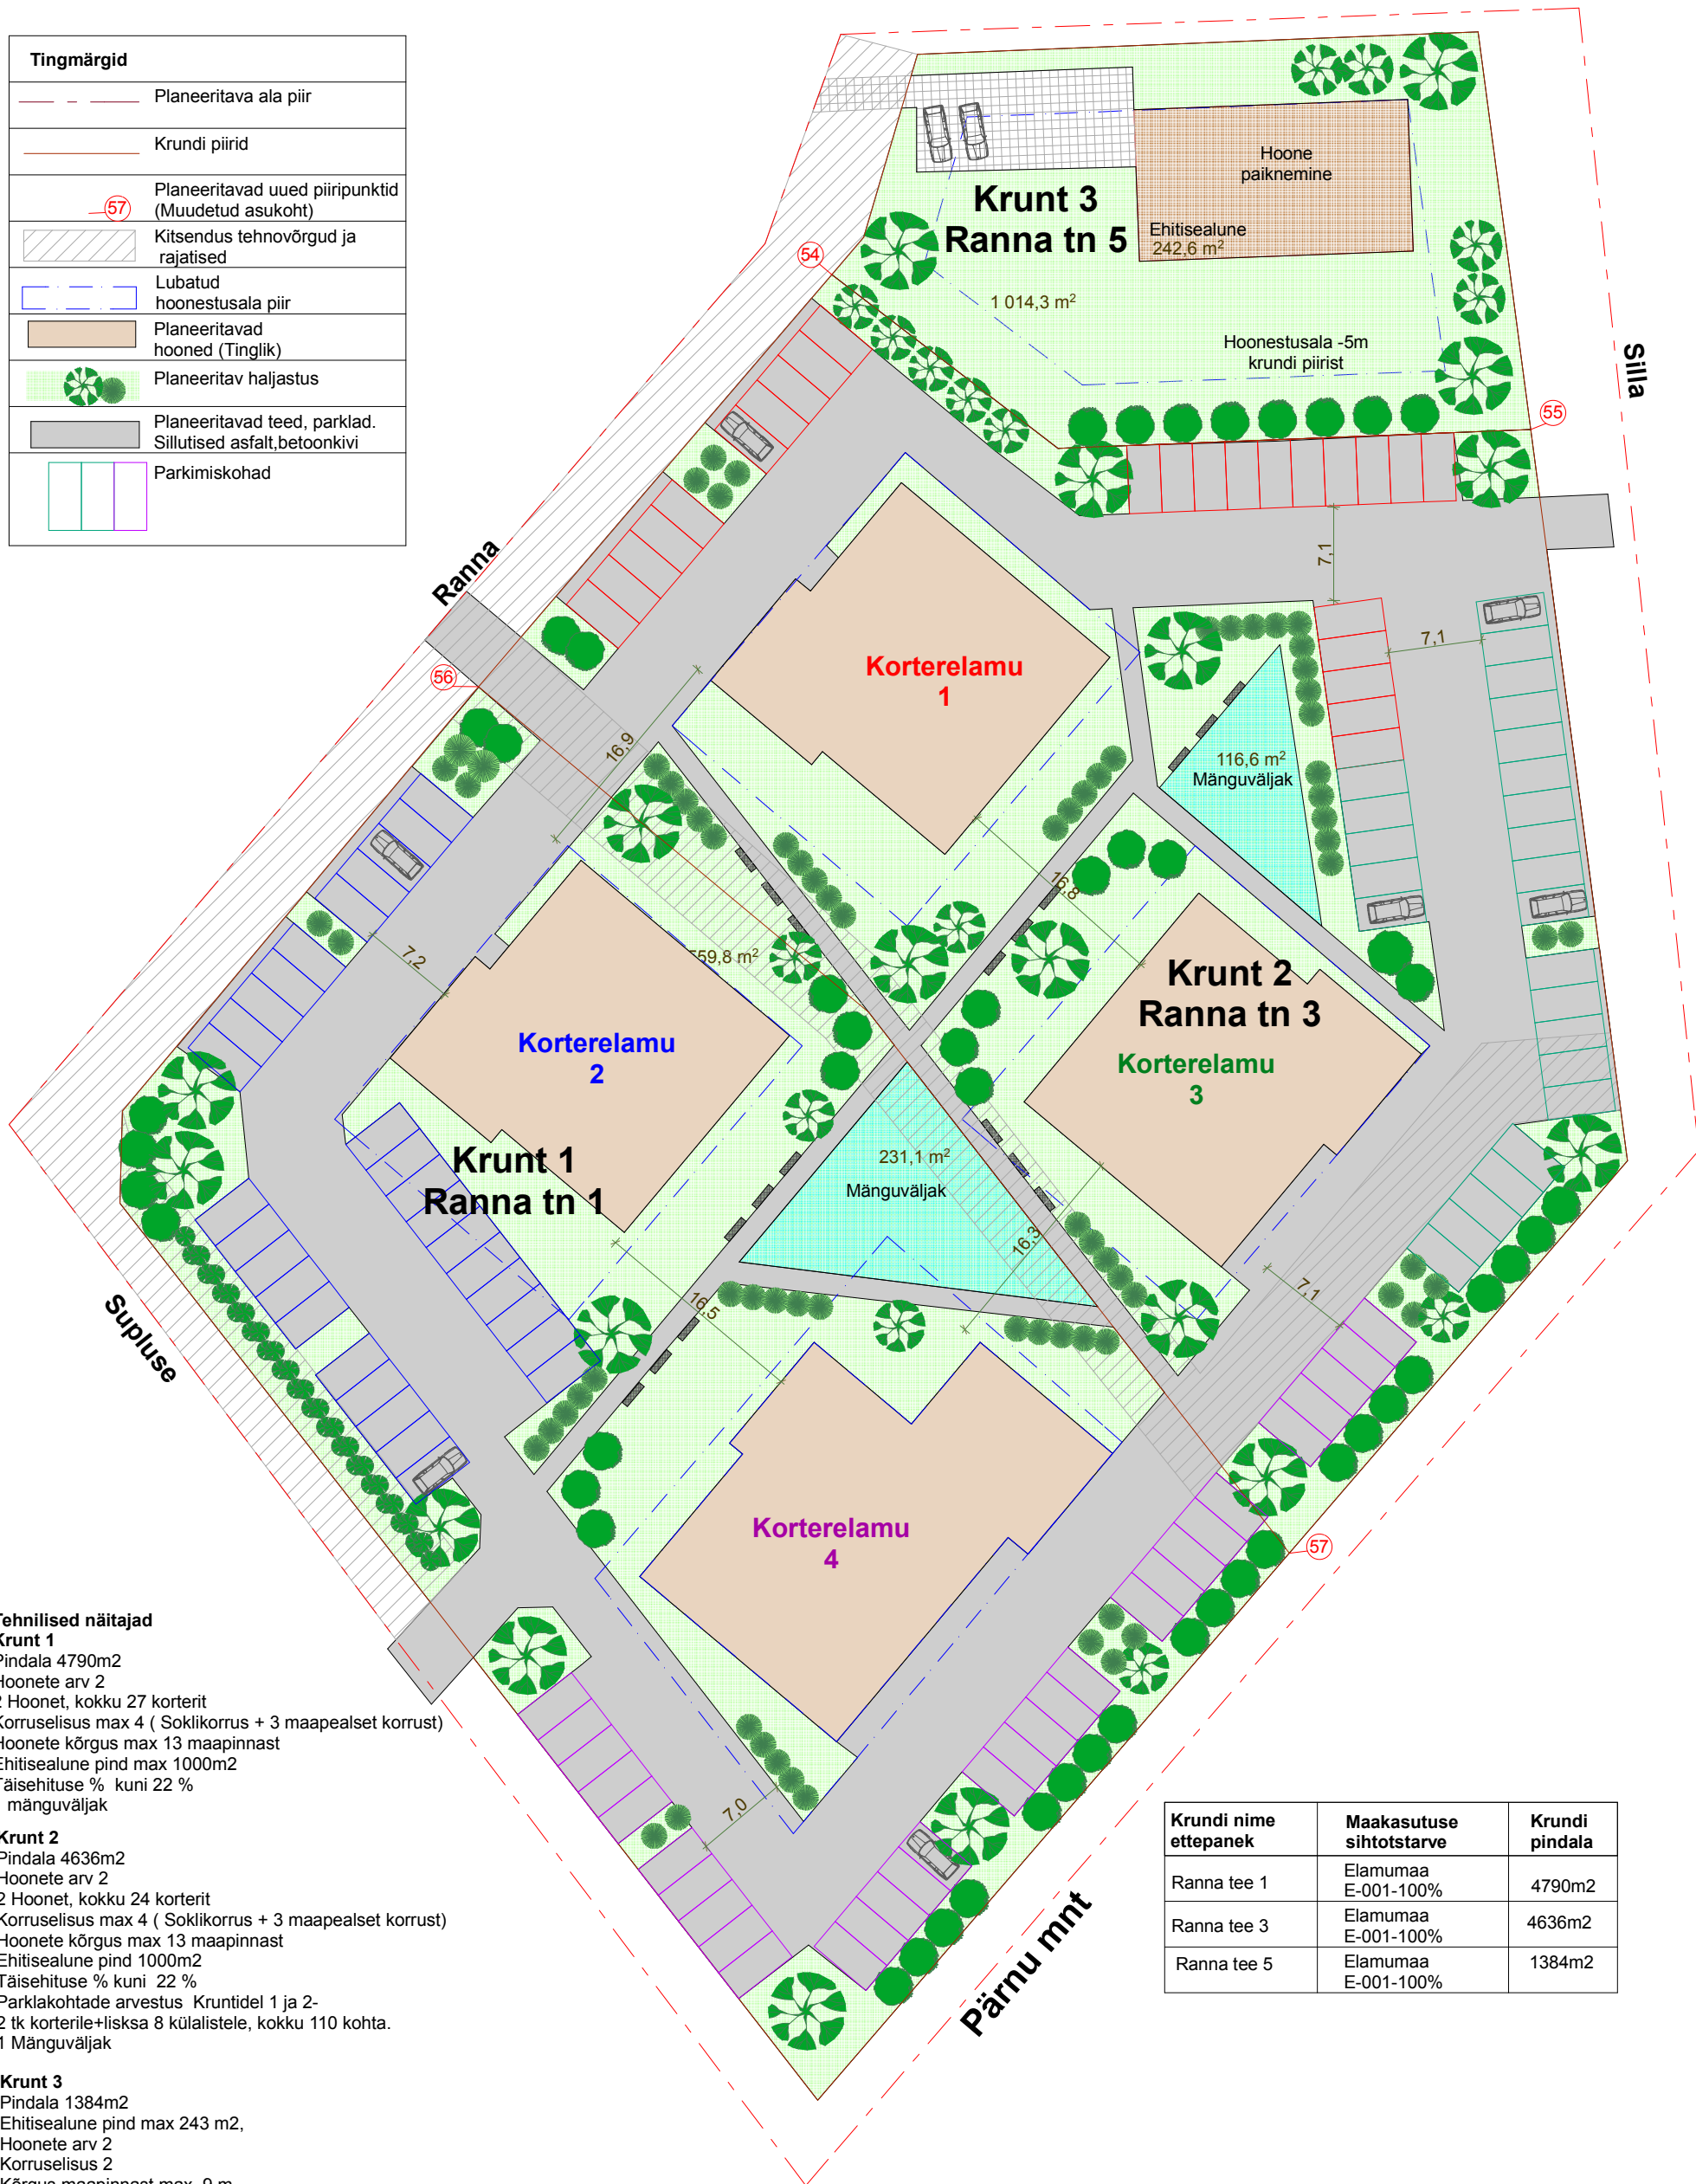 Tingmärgid
Planeeritava ala piir
Krundi piirid
57
Planeeritavad uued piiripunktid
(Muudetud asukoht)
Kitsendus tehnovõrgud ja
rajatised
Lubatud
hoonestusala piir
Planeeritavad
hooned (Tinglik)
Planeeritav haljastus
Planeeritavad teed, parklad.
Sillutised asfalt,betoonkivi
Parkimiskohad
Hoone
paiknemine
Krunt 3
Ranna tn 5
Ehitisealune
242,6 m²
54
1 014,3 m²
Hoonestusala -5m
krundi piirist
Silla
55
Ranna
7,1
7,1
56
Korterelamu
1
16,9
116,6 m²
Mänguväljak
16,8
7,2
559,8 m²
Krunt 2
Ranna tn 3
Korterelamu
2
Korterelamu
3
Krunt 1
Ranna tn 1
231,1 m²
Mänguväljak
16,3
16,5
7,1
Supluse
Korterelamu
4
57
7,0
Pärnu mnt
Tehnilised näitajad
Krunt 1
Pindala 4790m2
Hoonete arv 2
2 Hoonet, kokku 27 korterit
Korruselisus max 4 ( Soklikorrus + 3 maapealset korrust)
Hoonete kõrgus max 13 maapinnast
Ehitisealune pind max 1000m2
Täisehituse % kuni 22 %
mänguväljak
Krunt 2
Pindala 4636m2
Hoonete arv 2
2 Hoonet, kokku 24 korterit
Korruselisus max 4 ( Soklikorrus + 3 maapealset korrust)
Hoonete kõrgus max 13 maapinnast
Ehitisealune pind 1000m2
Täisehituse % kuni 22 %
Parklakohtade arvestus Kruntidel 1 ja 2-
2 tk korterile+lisksa 8 külalistele, kokku 110 kohta.
1 Mänguväljak
Krunt 3
Pindala 1384m2
Ehitisealune pind max 243 m2,
Hoonete arv 2
Korruselisus 2
Kõrgus maapinnast max 9 m
Krundi nime ettepanek
Maakasutuse sihtotstarve
Krundi pindala
Ranna tee 1
Elamumaa E-001-100%
4790m2
Ranna tee 3
Elamumaa E-001-100%
4636m2
Ranna tee 5
Elamumaa E-001-100%
1384m2